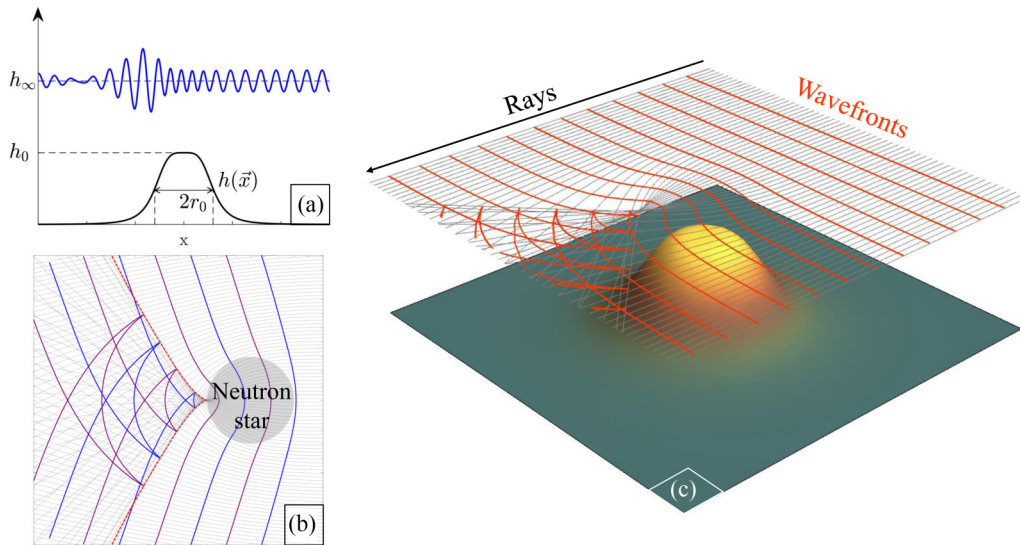 h∞
h₀
h(x⃗)
2r₀
(a)
x
Neutron
star
(b)
Rays
Wavefronts
(c)